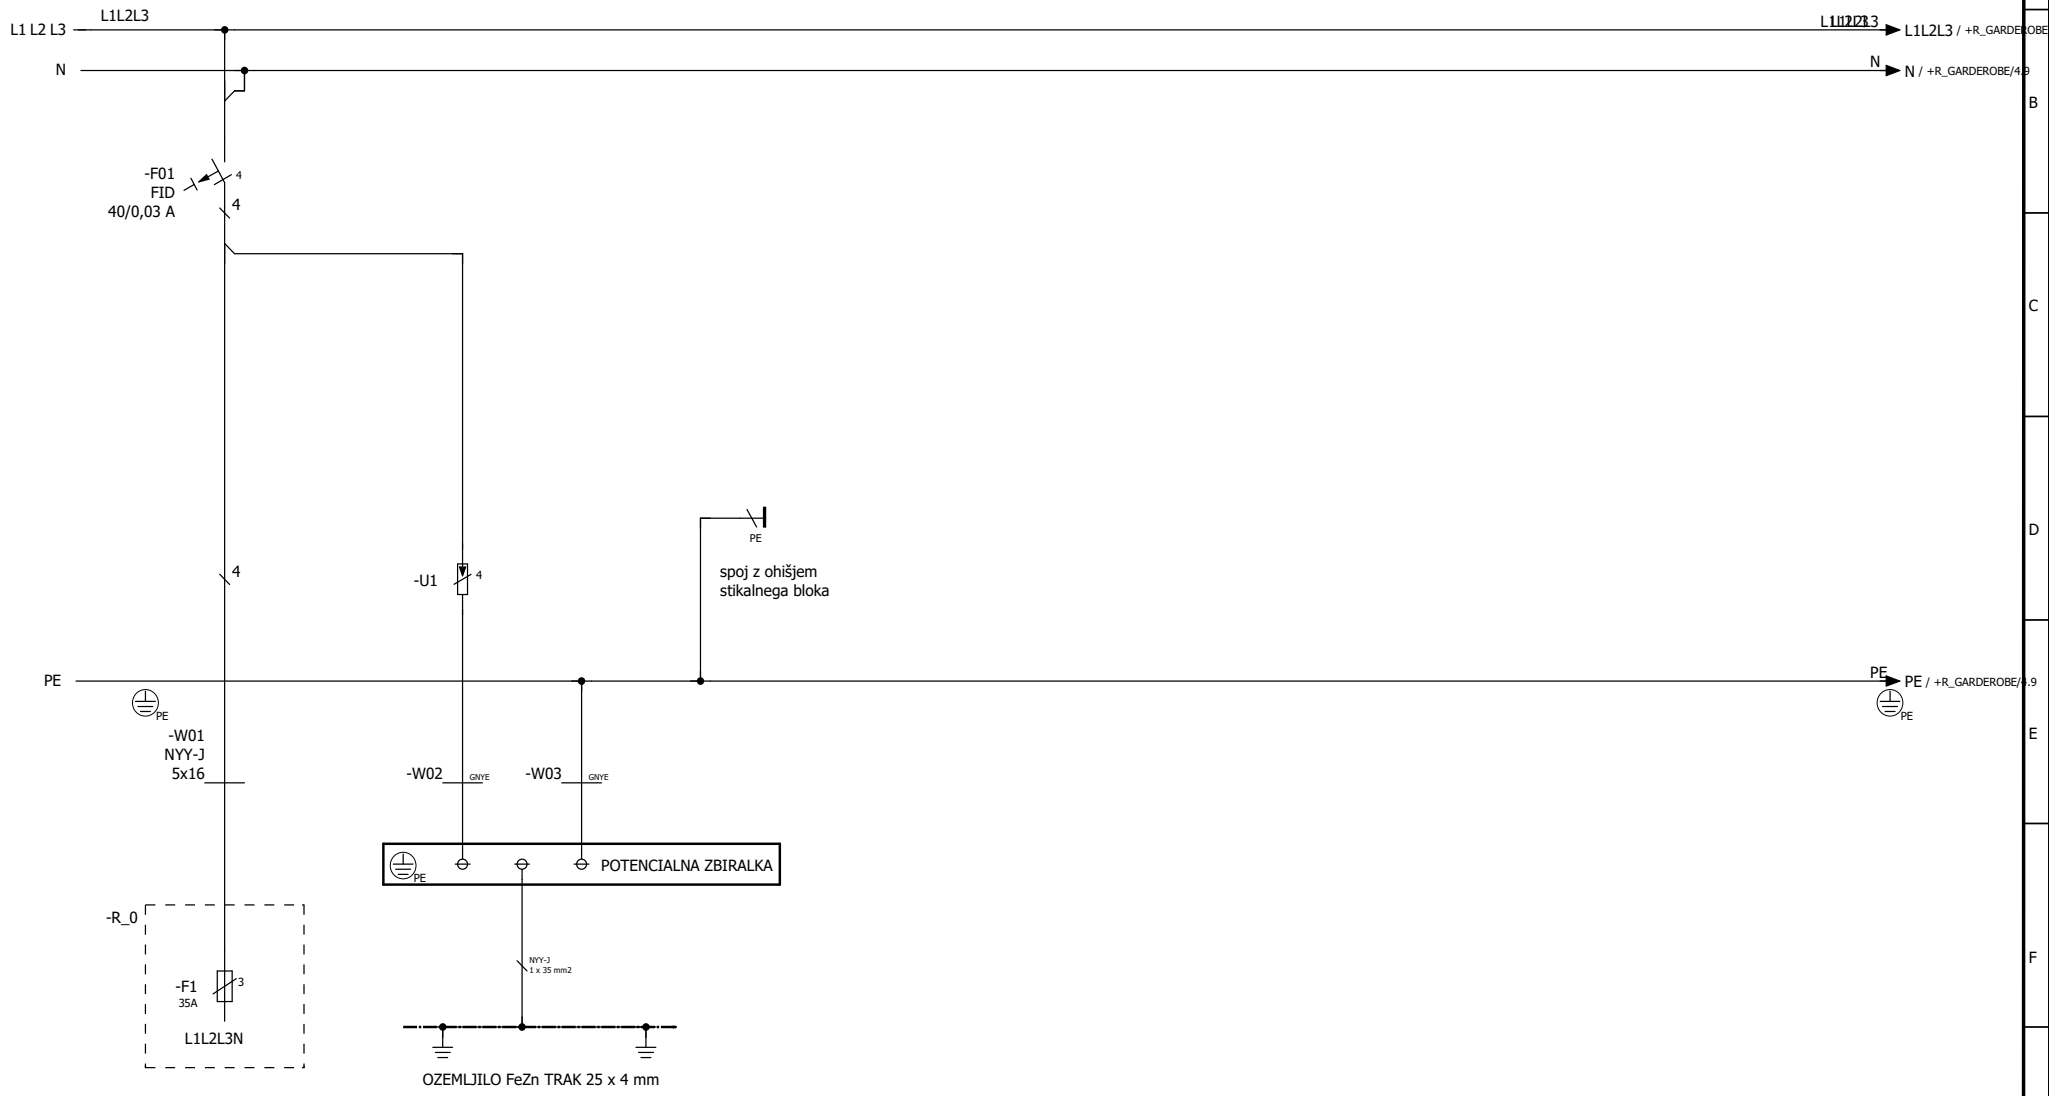 L1L2L3
L1 L2 L3
L1L2L3 / +R_GARDEROBE
N
N
N / +R_GARDEROBE/4.9
B
-F01
FID
40/0,03 A
4
4
C
D
PE
spoj z ohišjem
stikalnega bloka
4
-U1
4
PE
PE
PE
PE / +R_GARDEROBE/4.9
PE
E
-W01
NYY-J
5x16
-W02
GNYE
-W03
GNYE
PE
POTENCIALNA ZBIRALKA
-R_0
F
NYY-J
1 x 35 mm2
-F1
35A
3
L1L2L3N
OZEMLJILO FeZn TRAK 25 x 4 mm